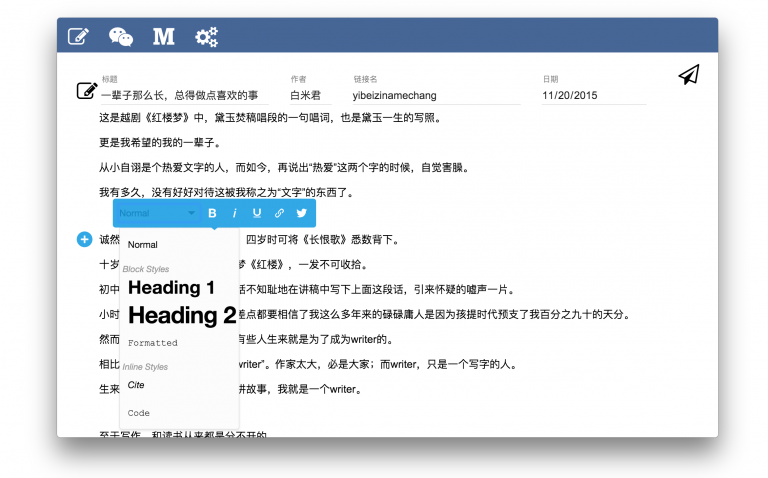 M
标题
作者
链接名
日期
一辈子那么长，总得做点喜欢的事
白米君
yibeizinamechang
11/20/2015
这是越剧《红楼梦》中，黛玉焚稿唱段的一句唱词，也是黛玉一生的写照。
更是我希望的我的一辈子。
从小自诩是个热爱文字的人，而如今，再说出“热爱”这两个字的时候，自觉害臊。
我有多久，没有好好对待这被我称之为“文字”的东西了。
Normal
B i U
诚然 四岁时可将《长恨歌》悉数背下。
Normal
十岁 梦《红楼》，一发不可收拾。
Block Styles
初中 话不知耻地在讲稿中写下上面这段话，引来怀疑的嘘声一片。
Heading 1
小时 差点都要相信了我这么多年来的碌碌庸人是因为孩提时代预支了我百分之九十的天分。
Heading 2
然而 有些人生来就是为了成为writer的。
Formatted
相比 writer”。作家太大，必是大家；而writer，只是一个写字的人。
Inline Styles
生来 讲故事，我就是一个writer。
Cite
Code
至于写作，和读书从来都是分不开的